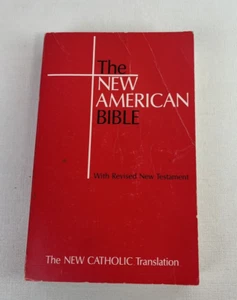 The
NEW
AMERICAN
BIBLE
With Revised New Testament
The NEW CATHOLIC Translation